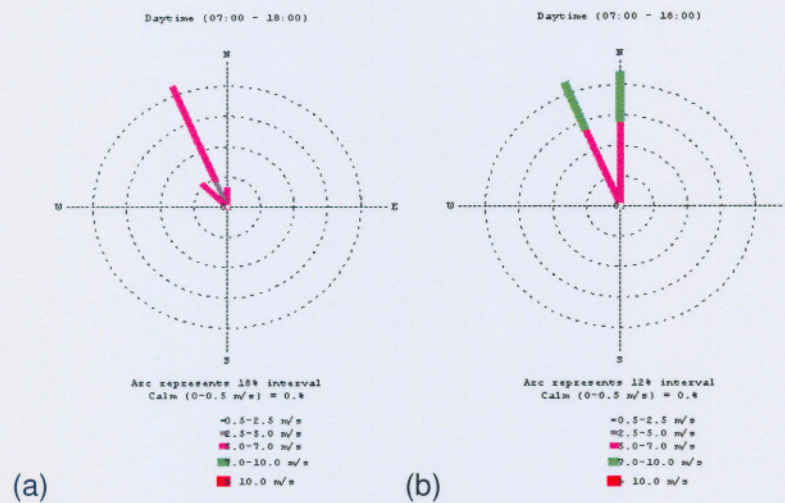 Daytime (07:00 - 18:00)
N
W
E
S
Arc represents 18% interval
Calm (0-0.5 m/s) = 0.%
0.5-2.5 m/s
2.5-5.0 m/s
5.0-7.0 m/s
7.0-10.0 m/s
10.0 m/s
(a)
Daytime (07:00 - 18:00)
N
W
S
Arc represents 12% interval
Calm (0-0.5 m/s) = 0.%
0.5-2.5 m/s
2.5-5.0 m/s
5.0-7.0 m/s
7.0-10.0 m/s
> 10.0 m/s
(b)